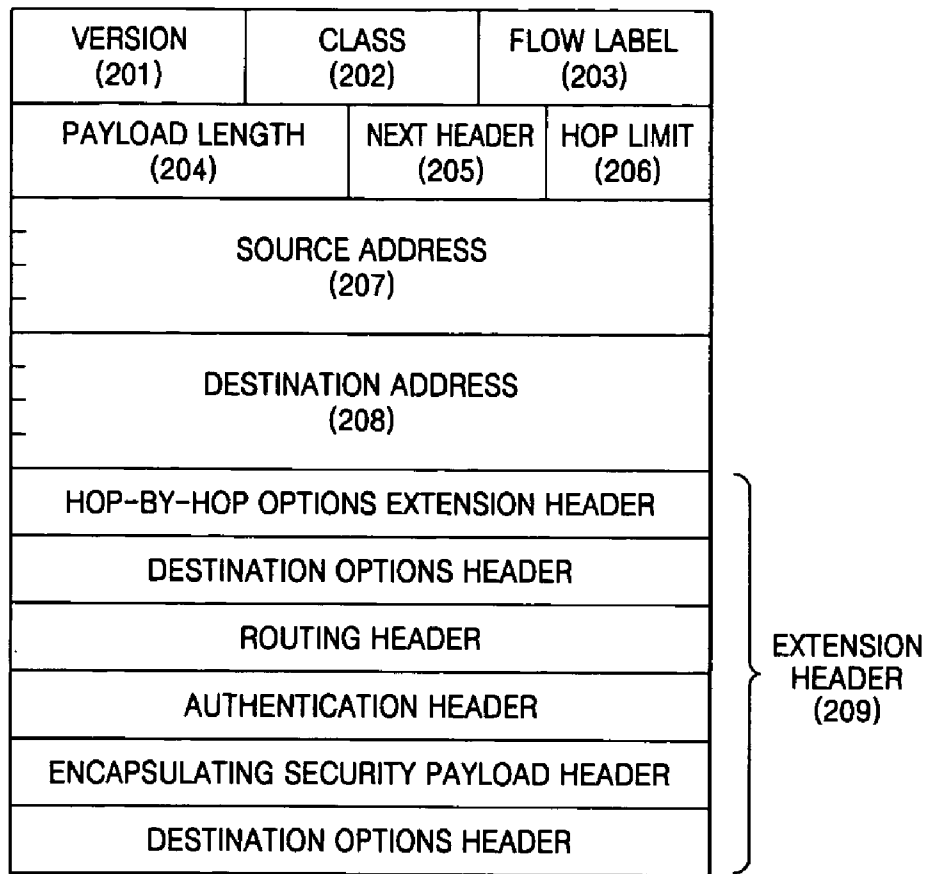 VERSION
(201)
CLASS
(202)
FLOW LABEL
(203)
PAYLOAD LENGTH
(204)
NEXT HEADER
(205)
HOP LIMIT
(206)
SOURCE ADDRESS
(207)
DESTINATION ADDRESS
(208)
HOP-BY-HOP OPTIONS EXTENSION HEADER
DESTINATION OPTIONS HEADER
ROUTING HEADER
AUTHENTICATION HEADER
ENCAPSULATING SECURITY PAYLOAD HEADER
DESTINATION OPTIONS HEADER
EXTENSION
HEADER
(209)